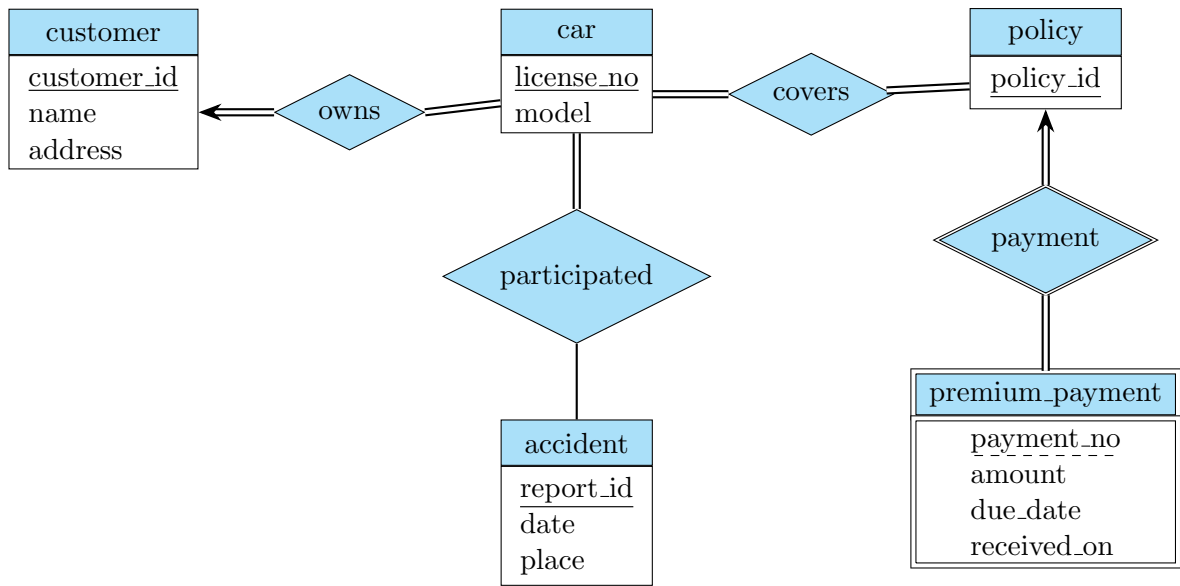 customer
customer_id
name
address
owns
car
license_no
model
covers
policy
policy_id
participated
payment
accident
report_id
date
place
premium_payment
payment_no
amount
due_date
received_on